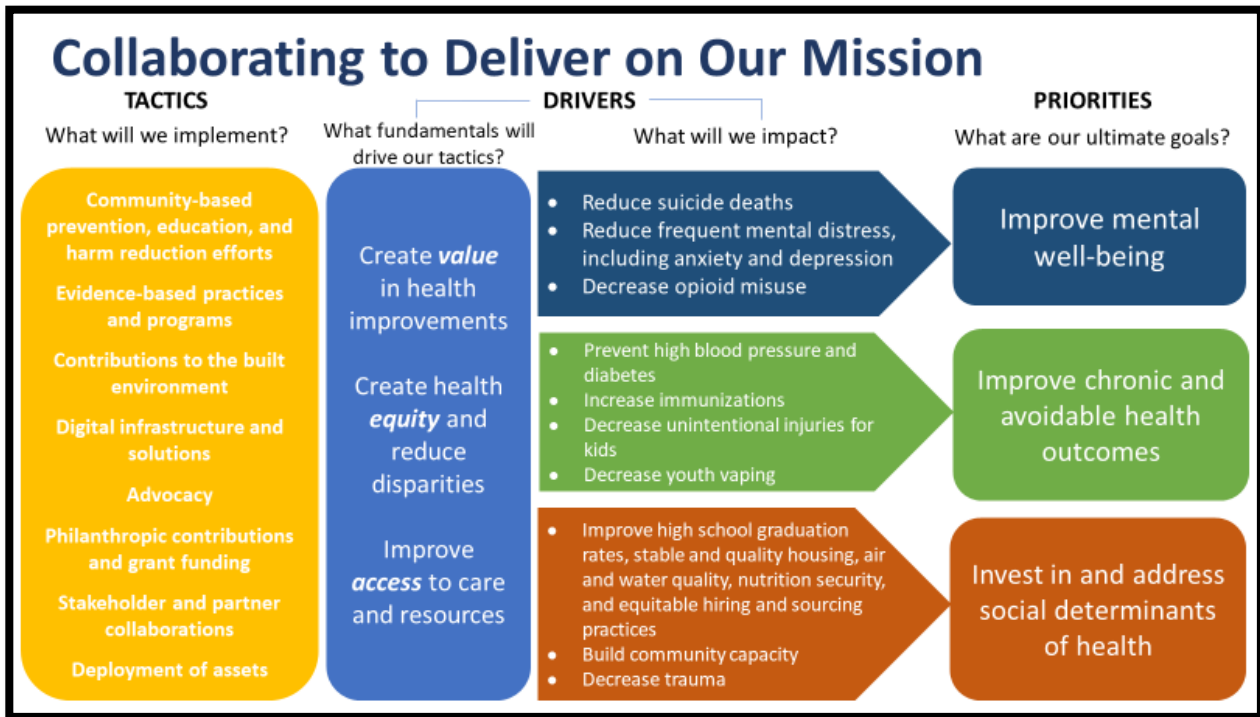 Collaborating to Deliver on Our Mission
TACTICS
What will we implement?
Community-based
prevention, education, and
harm reduction efforts
Evidence-based practices
and programs
Contributions to the built
environment
Digital infrastructure and
solutions
Advocacy
Philanthropic contributions
and grant funding
Stakeholder and partner
collaborations
Deployment of assets
DRIVERS
What fundamentals will
drive our tactics?
Create value
in health
improvements
Create health
equity and
reduce
disparities
Improve
access to care
and resources
What will we impact?
• Reduce suicide deaths
• Reduce frequent mental distress,
including anxiety and depression
• Decrease opioid misuse
• Prevent high blood pressure and
diabetes
• Increase immunizations
• Decrease unintentional injuries for
kids
• Decrease youth vaping
• Improve high school graduation
rates, stable and quality housing, air
and water quality, nutrition security,
and equitable hiring and sourcing
practices
• Build community capacity
• Decrease trauma
PRIORITIES
What are our ultimate goals?
Improve mental
well-being
Improve chronic and
avoidable health
outcomes
Invest in and address
social determinants
of health